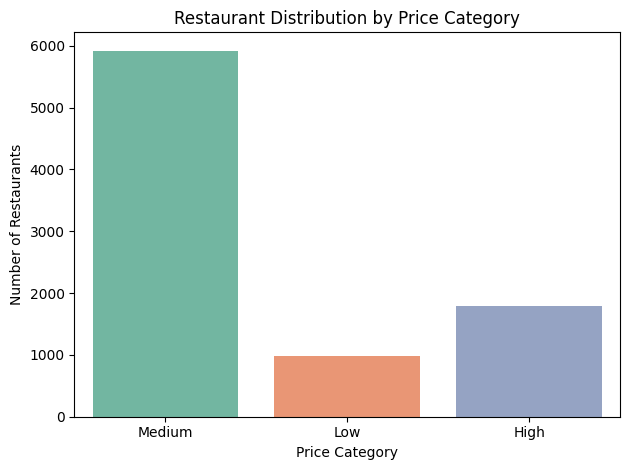 Restaurant Distribution by Price Category
Number of Restaurants
6000
5000
4000
3000
2000
1000
0
Medium
Low
High
Price Category